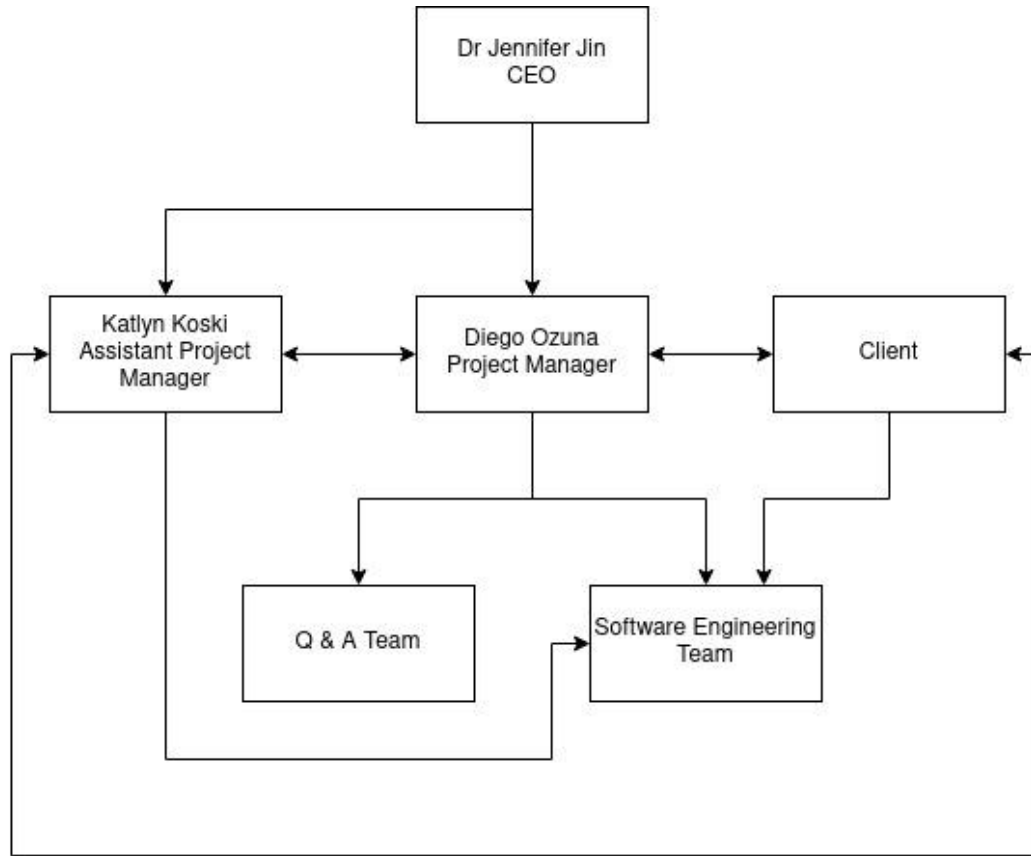 Dr Jennifer Jin
CEO
Katlyn Koski
Assistant Project
Manager
Diego Ozuna
Project Manager
Client
Q & A Team
Software Engineering
Team